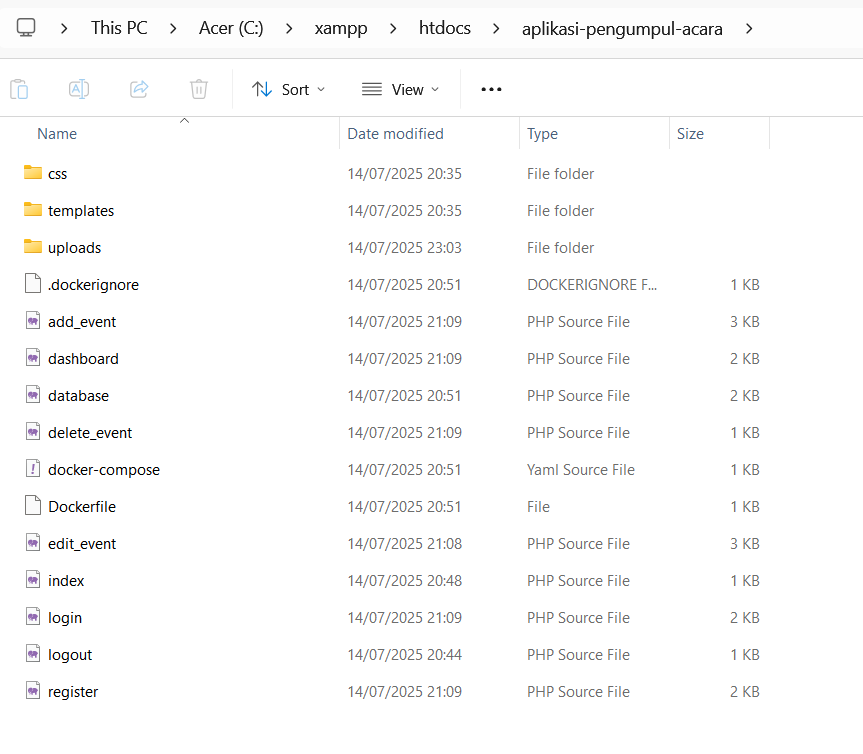 This PC > Acer (C:) > xampp > htdocs > aplikasi-pengumpul-acara >
Sort View
Name Date modified Type Size
css 14/07/2025 20:35 File folder
templates 14/07/2025 20:35 File folder
uploads 14/07/2025 23:03 File folder
.dockerignore 14/07/2025 20:51 DOCKERIGNORE F... 1 KB
add_event 14/07/2025 21:09 PHP Source File 3 KB
dashboard 14/07/2025 21:09 PHP Source File 2 KB
database 14/07/2025 20:51 PHP Source File 2 KB
delete_event 14/07/2025 21:09 PHP Source File 1 KB
docker-compose 14/07/2025 20:51 Yaml Source File 1 KB
Dockerfile 14/07/2025 20:51 File 1 KB
edit_event 14/07/2025 21:08 PHP Source File 3 KB
index 14/07/2025 20:48 PHP Source File 1 KB
login 14/07/2025 21:09 PHP Source File 2 KB
logout 14/07/2025 20:44 PHP Source File 1 KB
register 14/07/2025 21:09 PHP Source File 2 KB